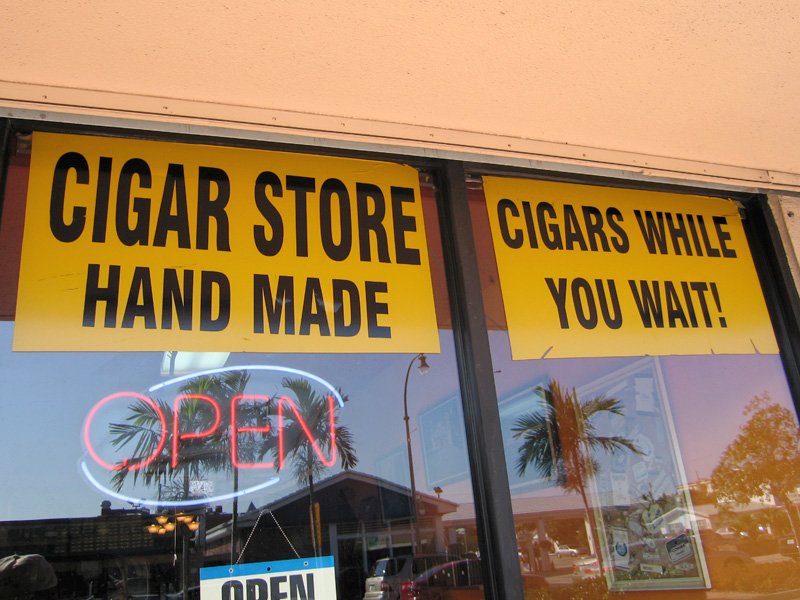 CIGAR STORE
HAND MADE
CIGARS WHILE
YOU WAIT!
OPEN
OPEN